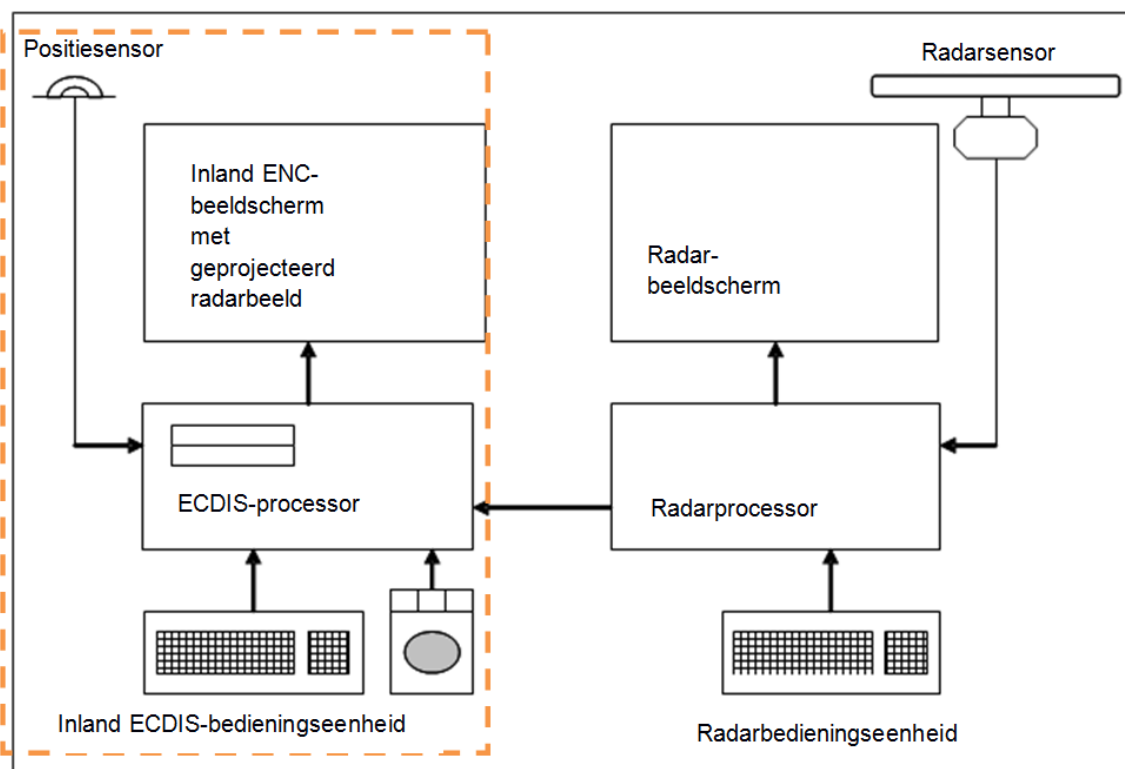 Positiesensor
Radarsensor
Inland ENC-
beeldscherm
met
geprojecteerd
radarbeeld
Radar-
beeldscherm
ECDIS-processor
Radarprocessor
Inland ECDIS-bedieningseenheid
Radarbedieningseenheid